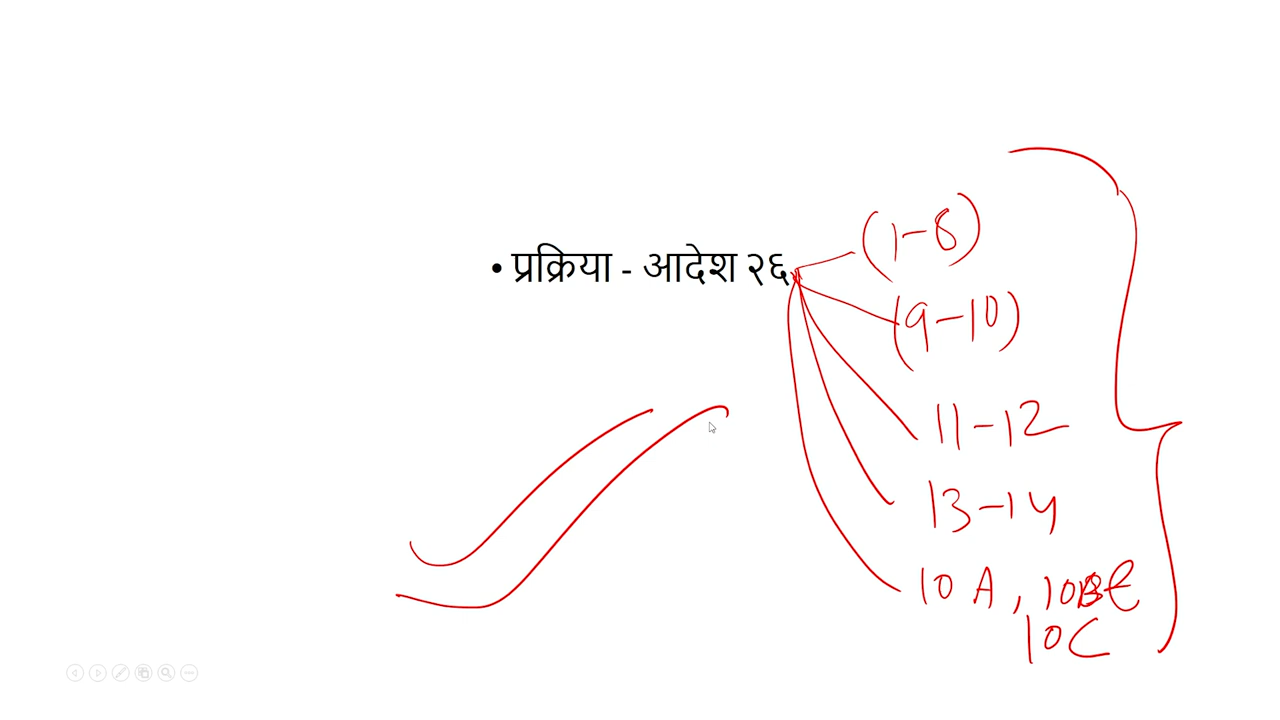 • प्रक्रिया - आदेश २६
(1-8)
(9-10)
11-12
13-14
10 A, 10B
10C